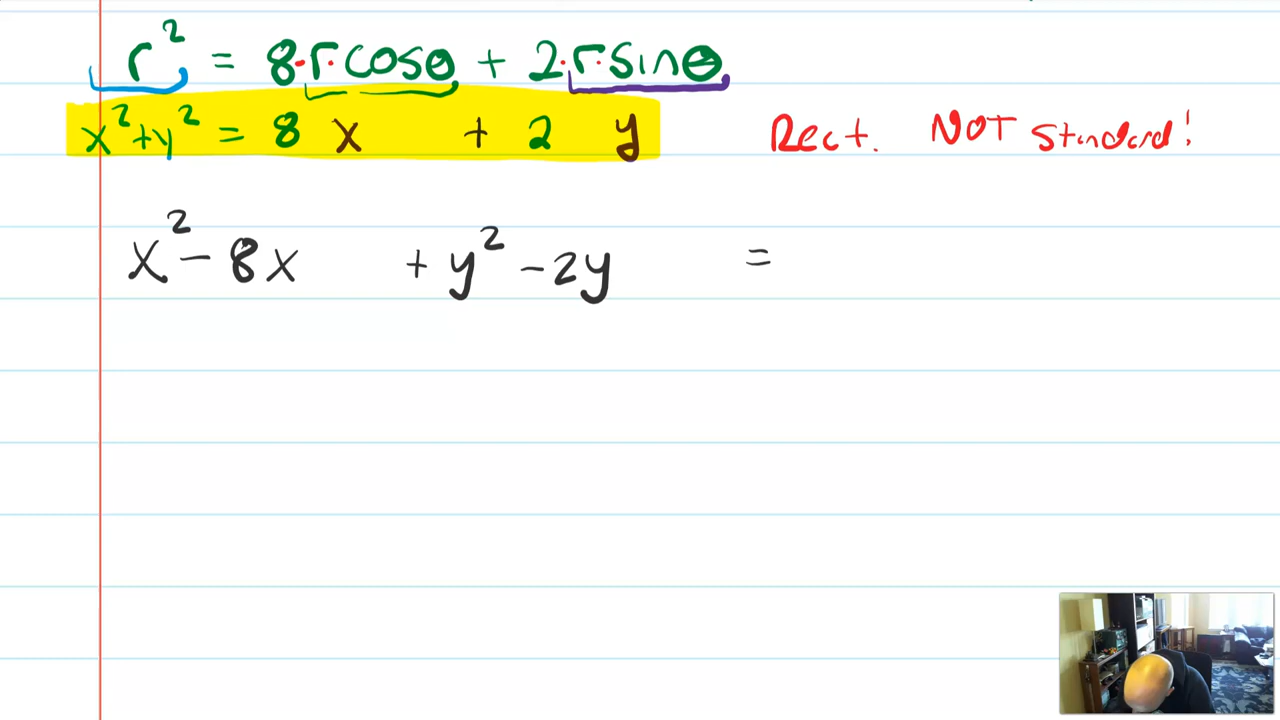 r² = 8·r·cosθ + 2·r·sinθ
x²+y² = 8 x + 2 y Rect. NOT Standard!
x² - 8x + y² - 2y =